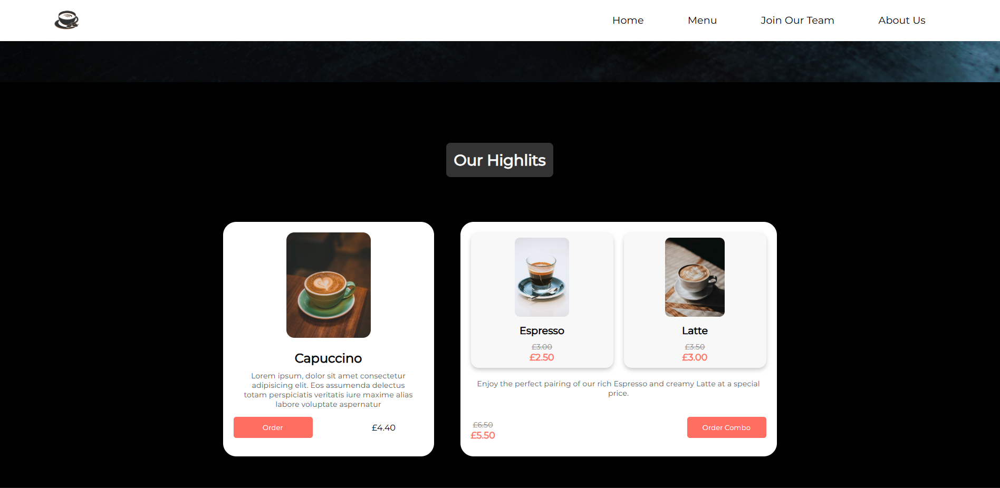 Home Menu Join Our Team About Us
Our Highlits
Capuccino
Lorem ipsum, dolor sit amet consectetur
adipisicing elit. Eos assumenda delectus
totam perspiciatis veritatis iure maxime alias
labore voluptate aspernatur
Order £4.40
Espresso
£3.00
£2.50
Latte
£3.50
£3.00
Enjoy the perfect pairing of our rich Espresso and creamy Latte at a special
price.
£6.50
£5.50
Order Combo